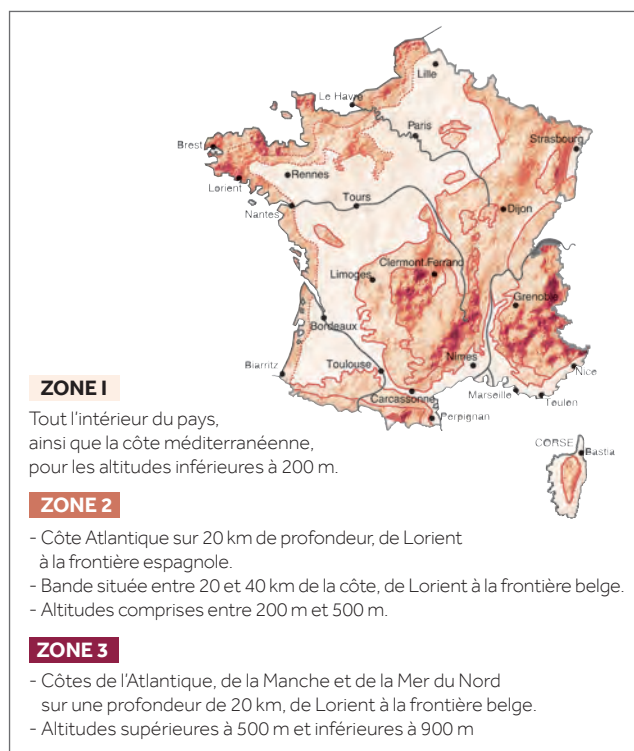 Lille
Le Havre
Paris
Strasbourg
Brest
Rennes
Lorient
Tours
Nantes
Dijon
Clermont Ferrand
Limoges
Grenoble
Bordeaux
Biarritz
Toulouse
Nimes
Nice
Carcassonne
Marseille
Toulon
Perpignan
CORSE
Bastia
ZONE I
Tout l'intérieur du pays,
ainsi que la côte méditerranéenne,
pour les altitudes inférieures à 200 m.
ZONE 2
- Côte Atlantique sur 20 km de profondeur, de Lorient
à la frontière espagnole.
- Bande située entre 20 et 40 km de la côte, de Lorient à la frontière belge.
- Altitudes comprises entre 200 m et 500 m.
ZONE 3
- Côtes de l'Atlantique, de la Manche et de la Mer du Nord
sur une profondeur de 20 km, de Lorient à la frontière belge.
- Altitudes supérieures à 500 m et inférieures à 900 m